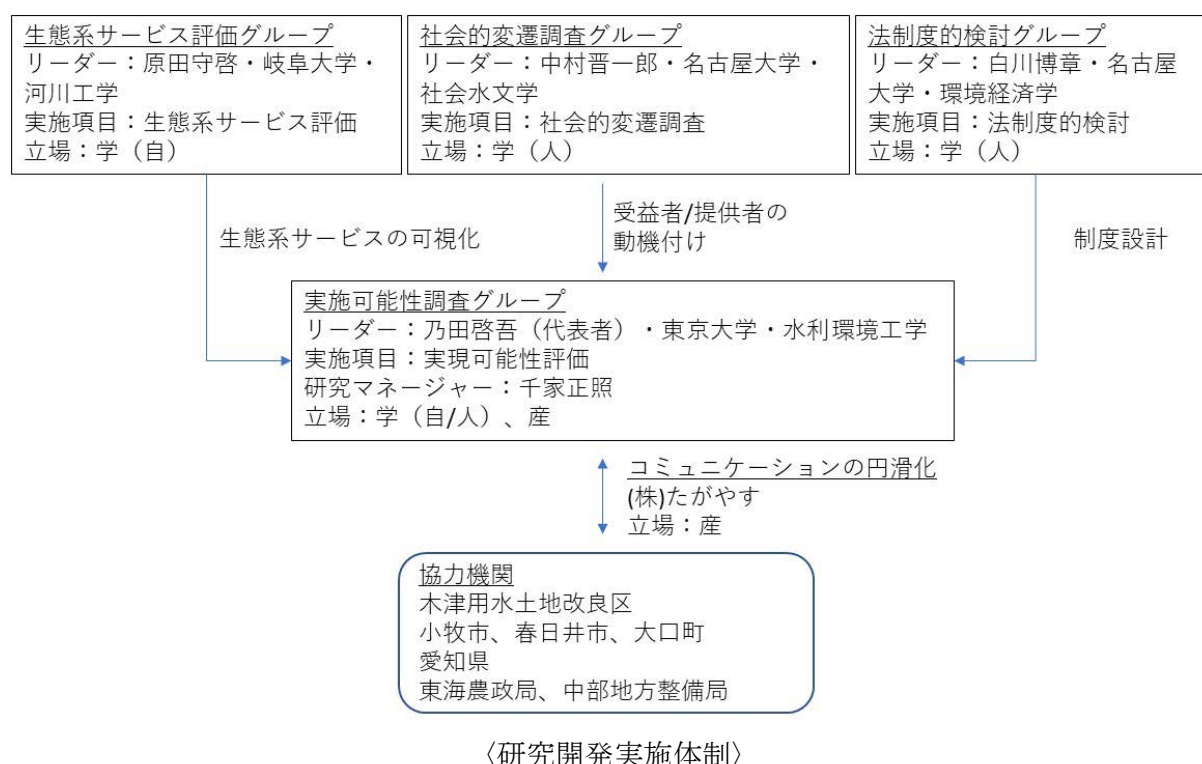 生態系サービス評価グループ
リーダー：原田守啓・岐阜大学・
河川工学
実施項目：生態系サービス評価
立場：学（自）
社会的変遷調査グループ
リーダー：中村晋一郎・名古屋大学・
社会水文学
実施項目：社会的変遷調査
立場：学（人）
法制度的検討グループ
リーダー：白川博章・名古屋
大学・環境経済学
実施項目：法制度的検討
立場：学（人）
生態系サービスの可視化
受益者/提供者の
動機付け
制度設計
実施可能性調査グループ
リーダー：乃田啓吾（代表者）・東京大学・水利環境工学
実施項目：実現可能性評価
研究マネージャー：千家正照
立場：学（自/人）、産
コミュニケーションの円滑化
(株)たがやす
立場：産
協力機関
木津用水土地改良区
小牧市、春日井市、大口町
愛知県
東海農政局、中部地方整備局
〈研究開発実施体制〉